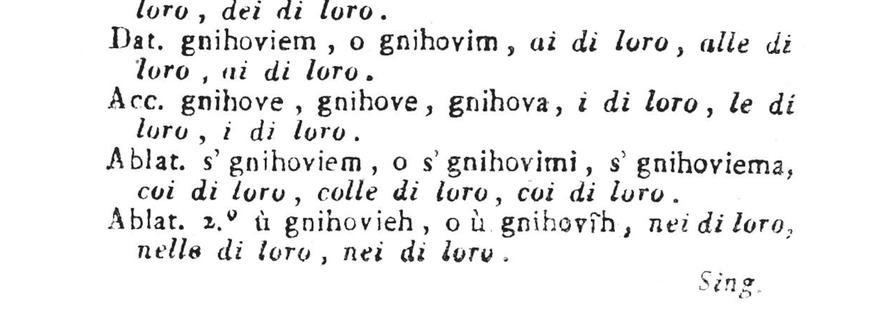 loro, dei di loro.
Dat. gnihoviem, o gnihovim, ai di loro, alle di
loro, ai di loro.
Acc. gnihove, gnihove, gnihova, i di loro, le di
loro, i di loro.
Ablat. s' gnihoviem, o s' gnihovimi, s' gnihoviema,
coi di loro, colle di loro, coi di loro.
Ablat. 2.º ù gnihovieh, o ù gnihovîh, nei di loro,
nelle di loro, nei di loro.
Sing.